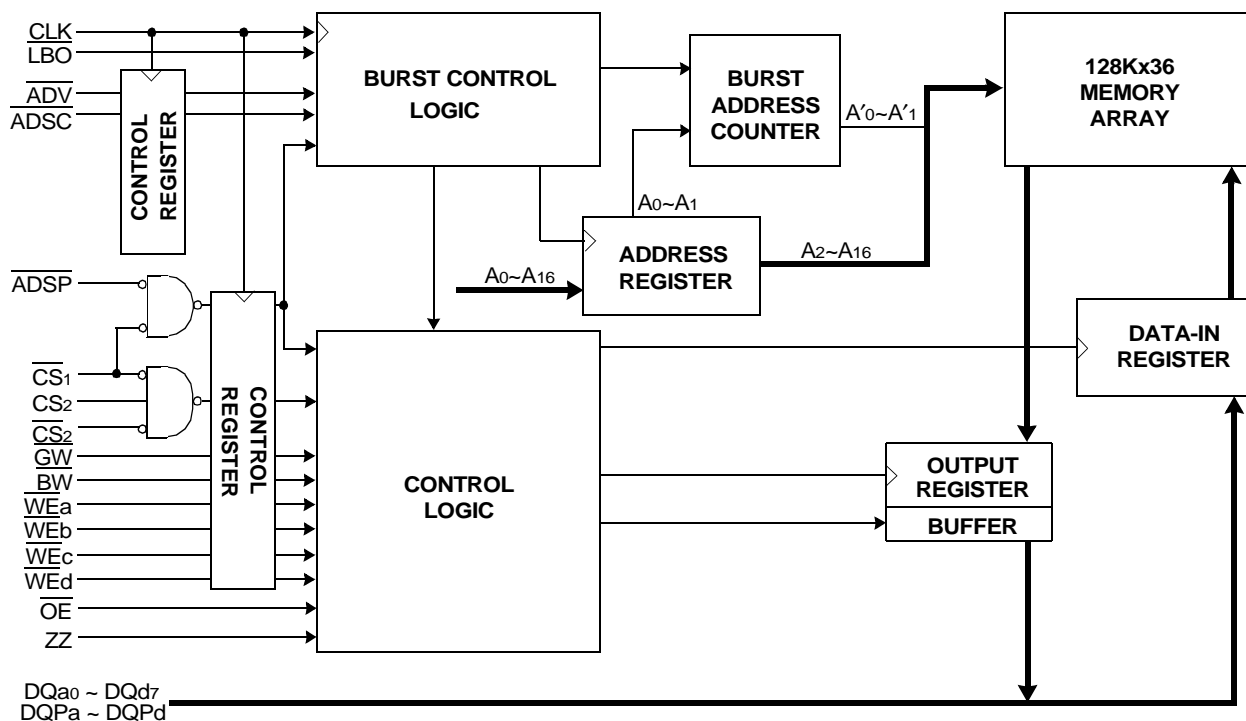 CLK
LBO
ADV
ADSC
CONTROL
REGISTER
BURST CONTROL
LOGIC
BURST
ADDRESS
COUNTER
A′0~A′1
128Kx36
MEMORY
ARRAY
A0~A1
ADDRESS
REGISTER
A2~A16
A0~A16
ADSP
CS1
CS2
CS2
GW
BW
WEa
WEb
WEc
WEd
OE
ZZ
CONTROL
REGISTER
CONTROL
LOGIC
DATA-IN
REGISTER
OUTPUT
REGISTER
BUFFER
DQa0 ~ DQd7
DQPa ~ DQPd